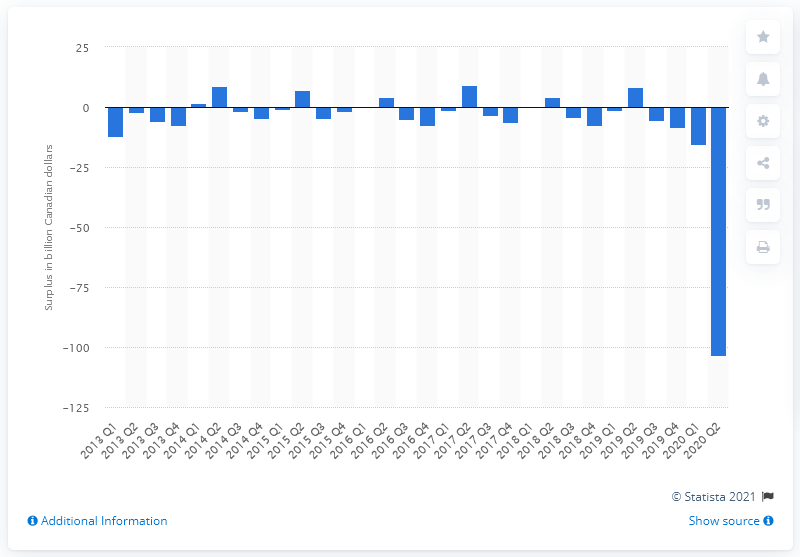 25
0
−25
−50
−75
−100
−125
Surplus in billion Canadian dollars
2013 Q1
2013 Q2
2013 Q3
2013 Q4
2014 Q1
2014 Q2
2014 Q3
2014 Q4
2015 Q1
2015 Q2
2015 Q3
2015 Q4
2016 Q1
2016 Q2
2016 Q3
2016 Q4
2017 Q1
2017 Q2
2017 Q3
2017 Q4
2018 Q1
2018 Q2
2018 Q3
2018 Q4
2019 Q1
2019 Q2
2019 Q3
2019 Q4
2020 Q1
2020 Q2
© Statista 2021
Additional Information
Show source